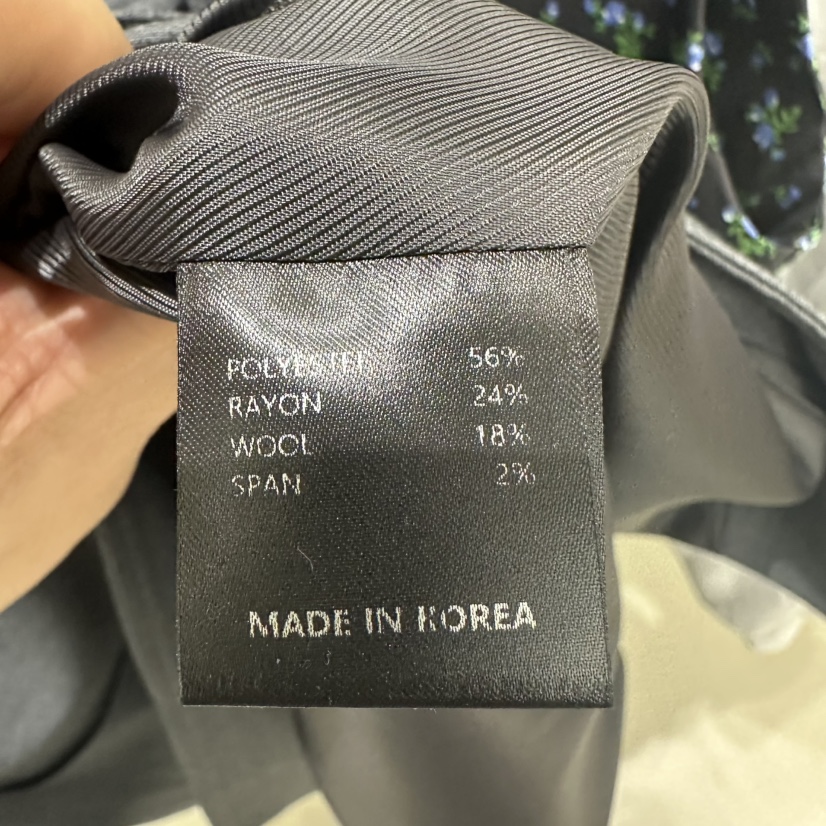 POLYESTER 56%
RAYON 24%
WOOL 18%
SPAN 2%
MADE IN KOREA